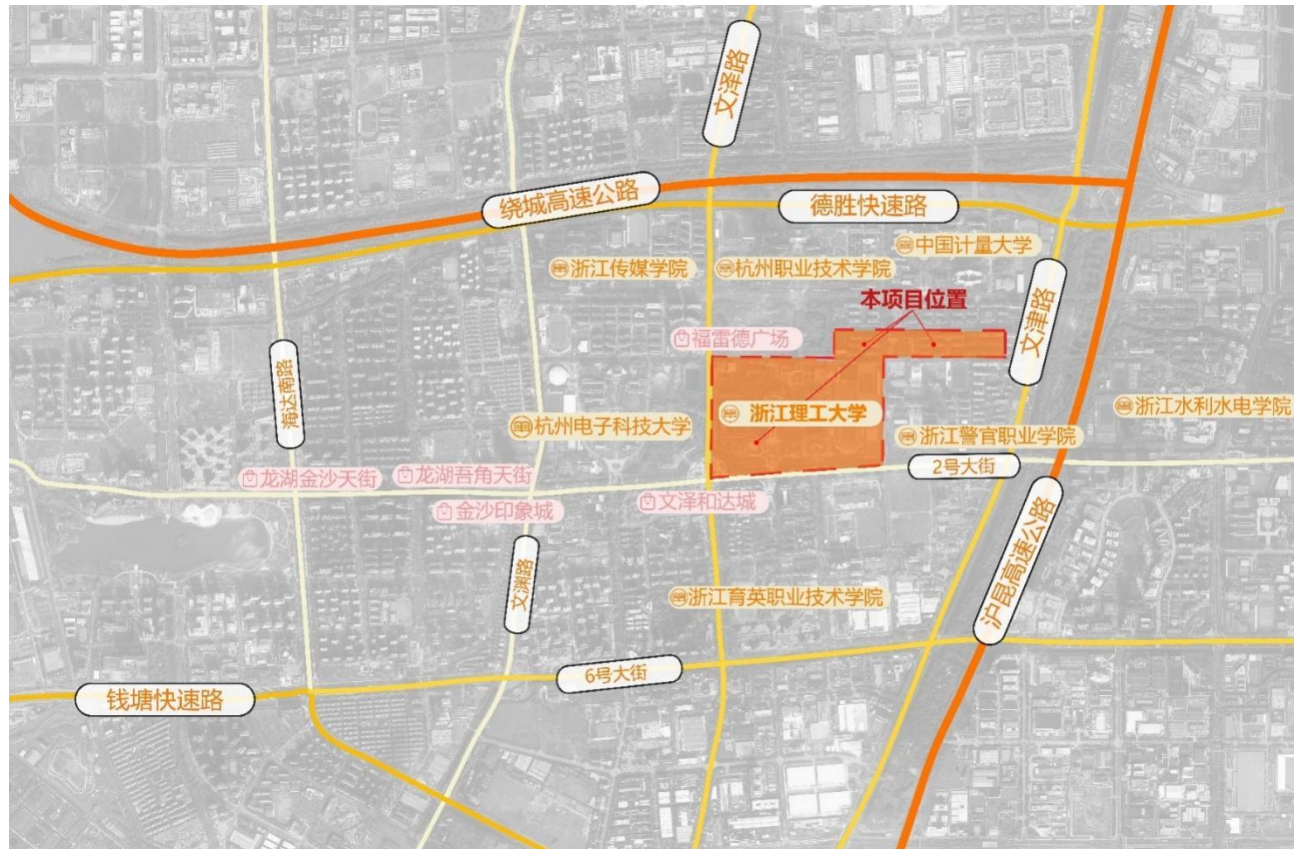 文泽路
绕城高速公路
德胜快速路
中国计量大学
浙江传媒学院
杭州职业技术学院
本项目位置
文津路
福雷德广场
海达南路
浙江理工大学
浙江水利水电学院
杭州电子科技大学
浙江警官职业学院
2号大街
龙湖金沙天街
龙湖吾角天街
金沙印象城
文泽和达城
沪昆高速公路
文渊路
浙江育英职业技术学院
6号大街
钱塘快速路